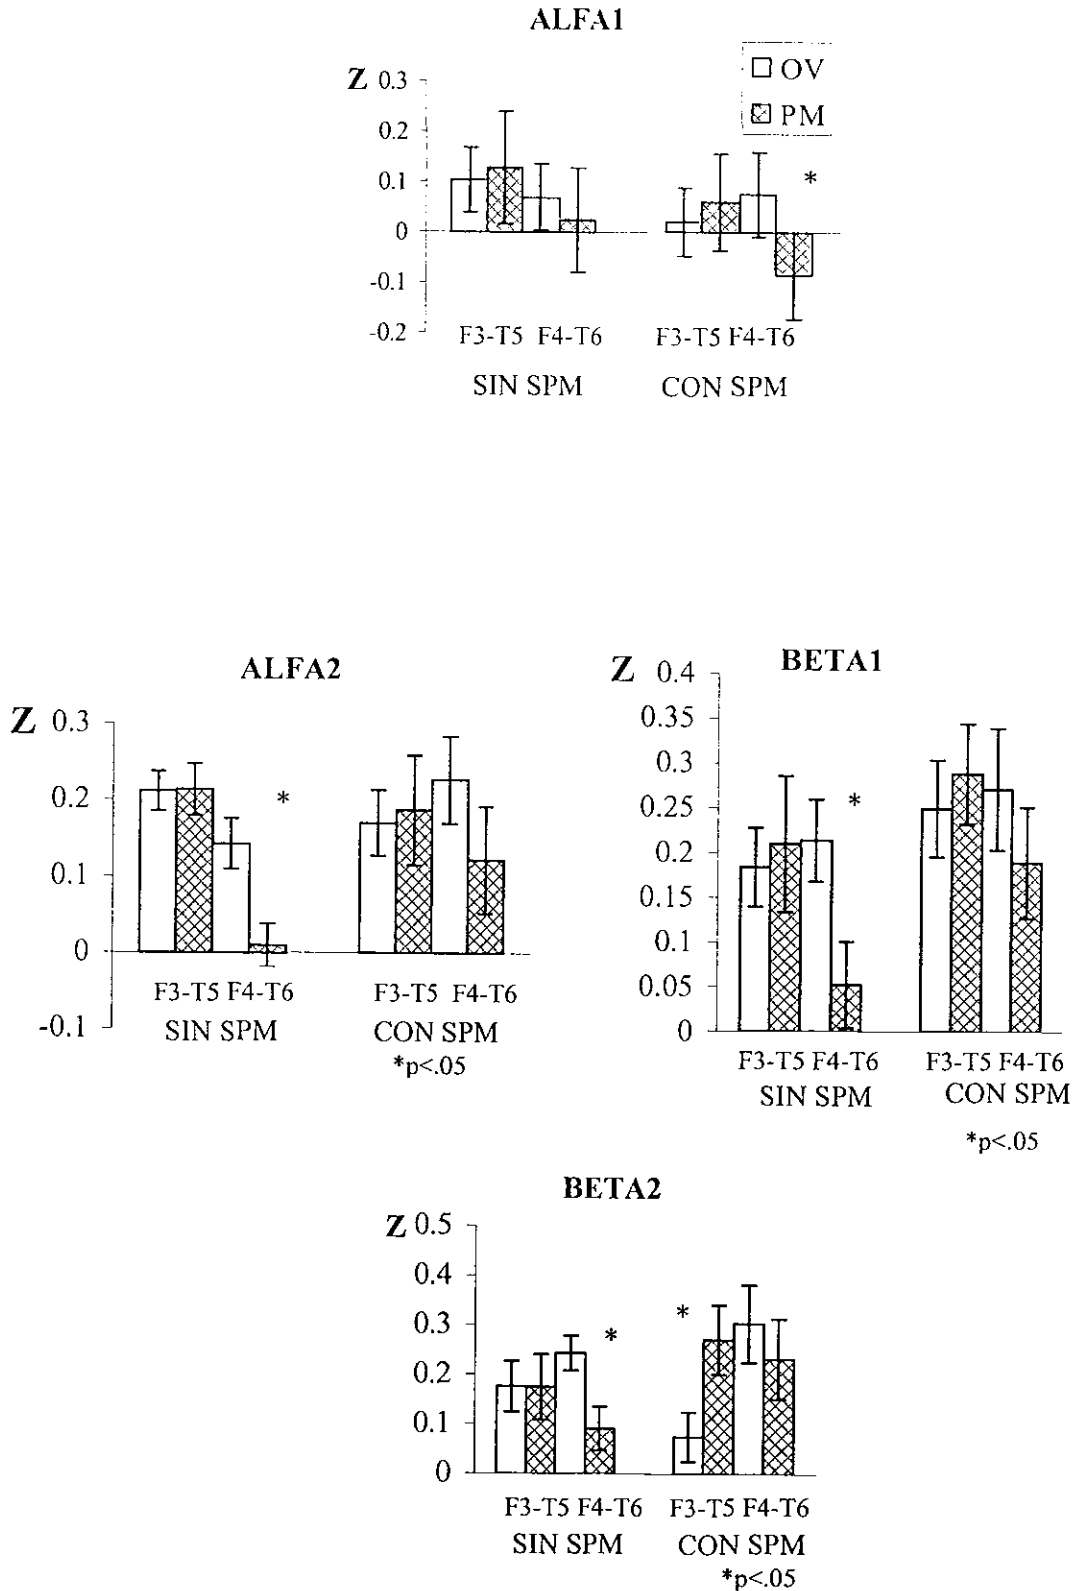 ALFA1
Z 0.3
0.2
0.1
0
-0.1
-0.2
OV
PM
*
F3-T5 F4-T6 F3-T5 F4-T6
SIN SPM CON SPM
ALFA2
Z 0.3
0.2
0.1
0
-0.1
*
F3-T5 F4-T6 F3-T5 F4-T6
SIN SPM CON SPM
*p<.05
BETA1
Z 0.4
0.35
0.3
0.25
0.2
0.15
0.1
0.05
0
*
F3-T5 F4-T6 F3-T5 F4-T6
SIN SPM CON SPM
*p<.05
BETA2
Z 0.5
0.4
0.3
0.2
0.1
0
* *
F3-T5 F4-T6 F3-T5 F4-T6
SIN SPM CON SPM
*p<.05